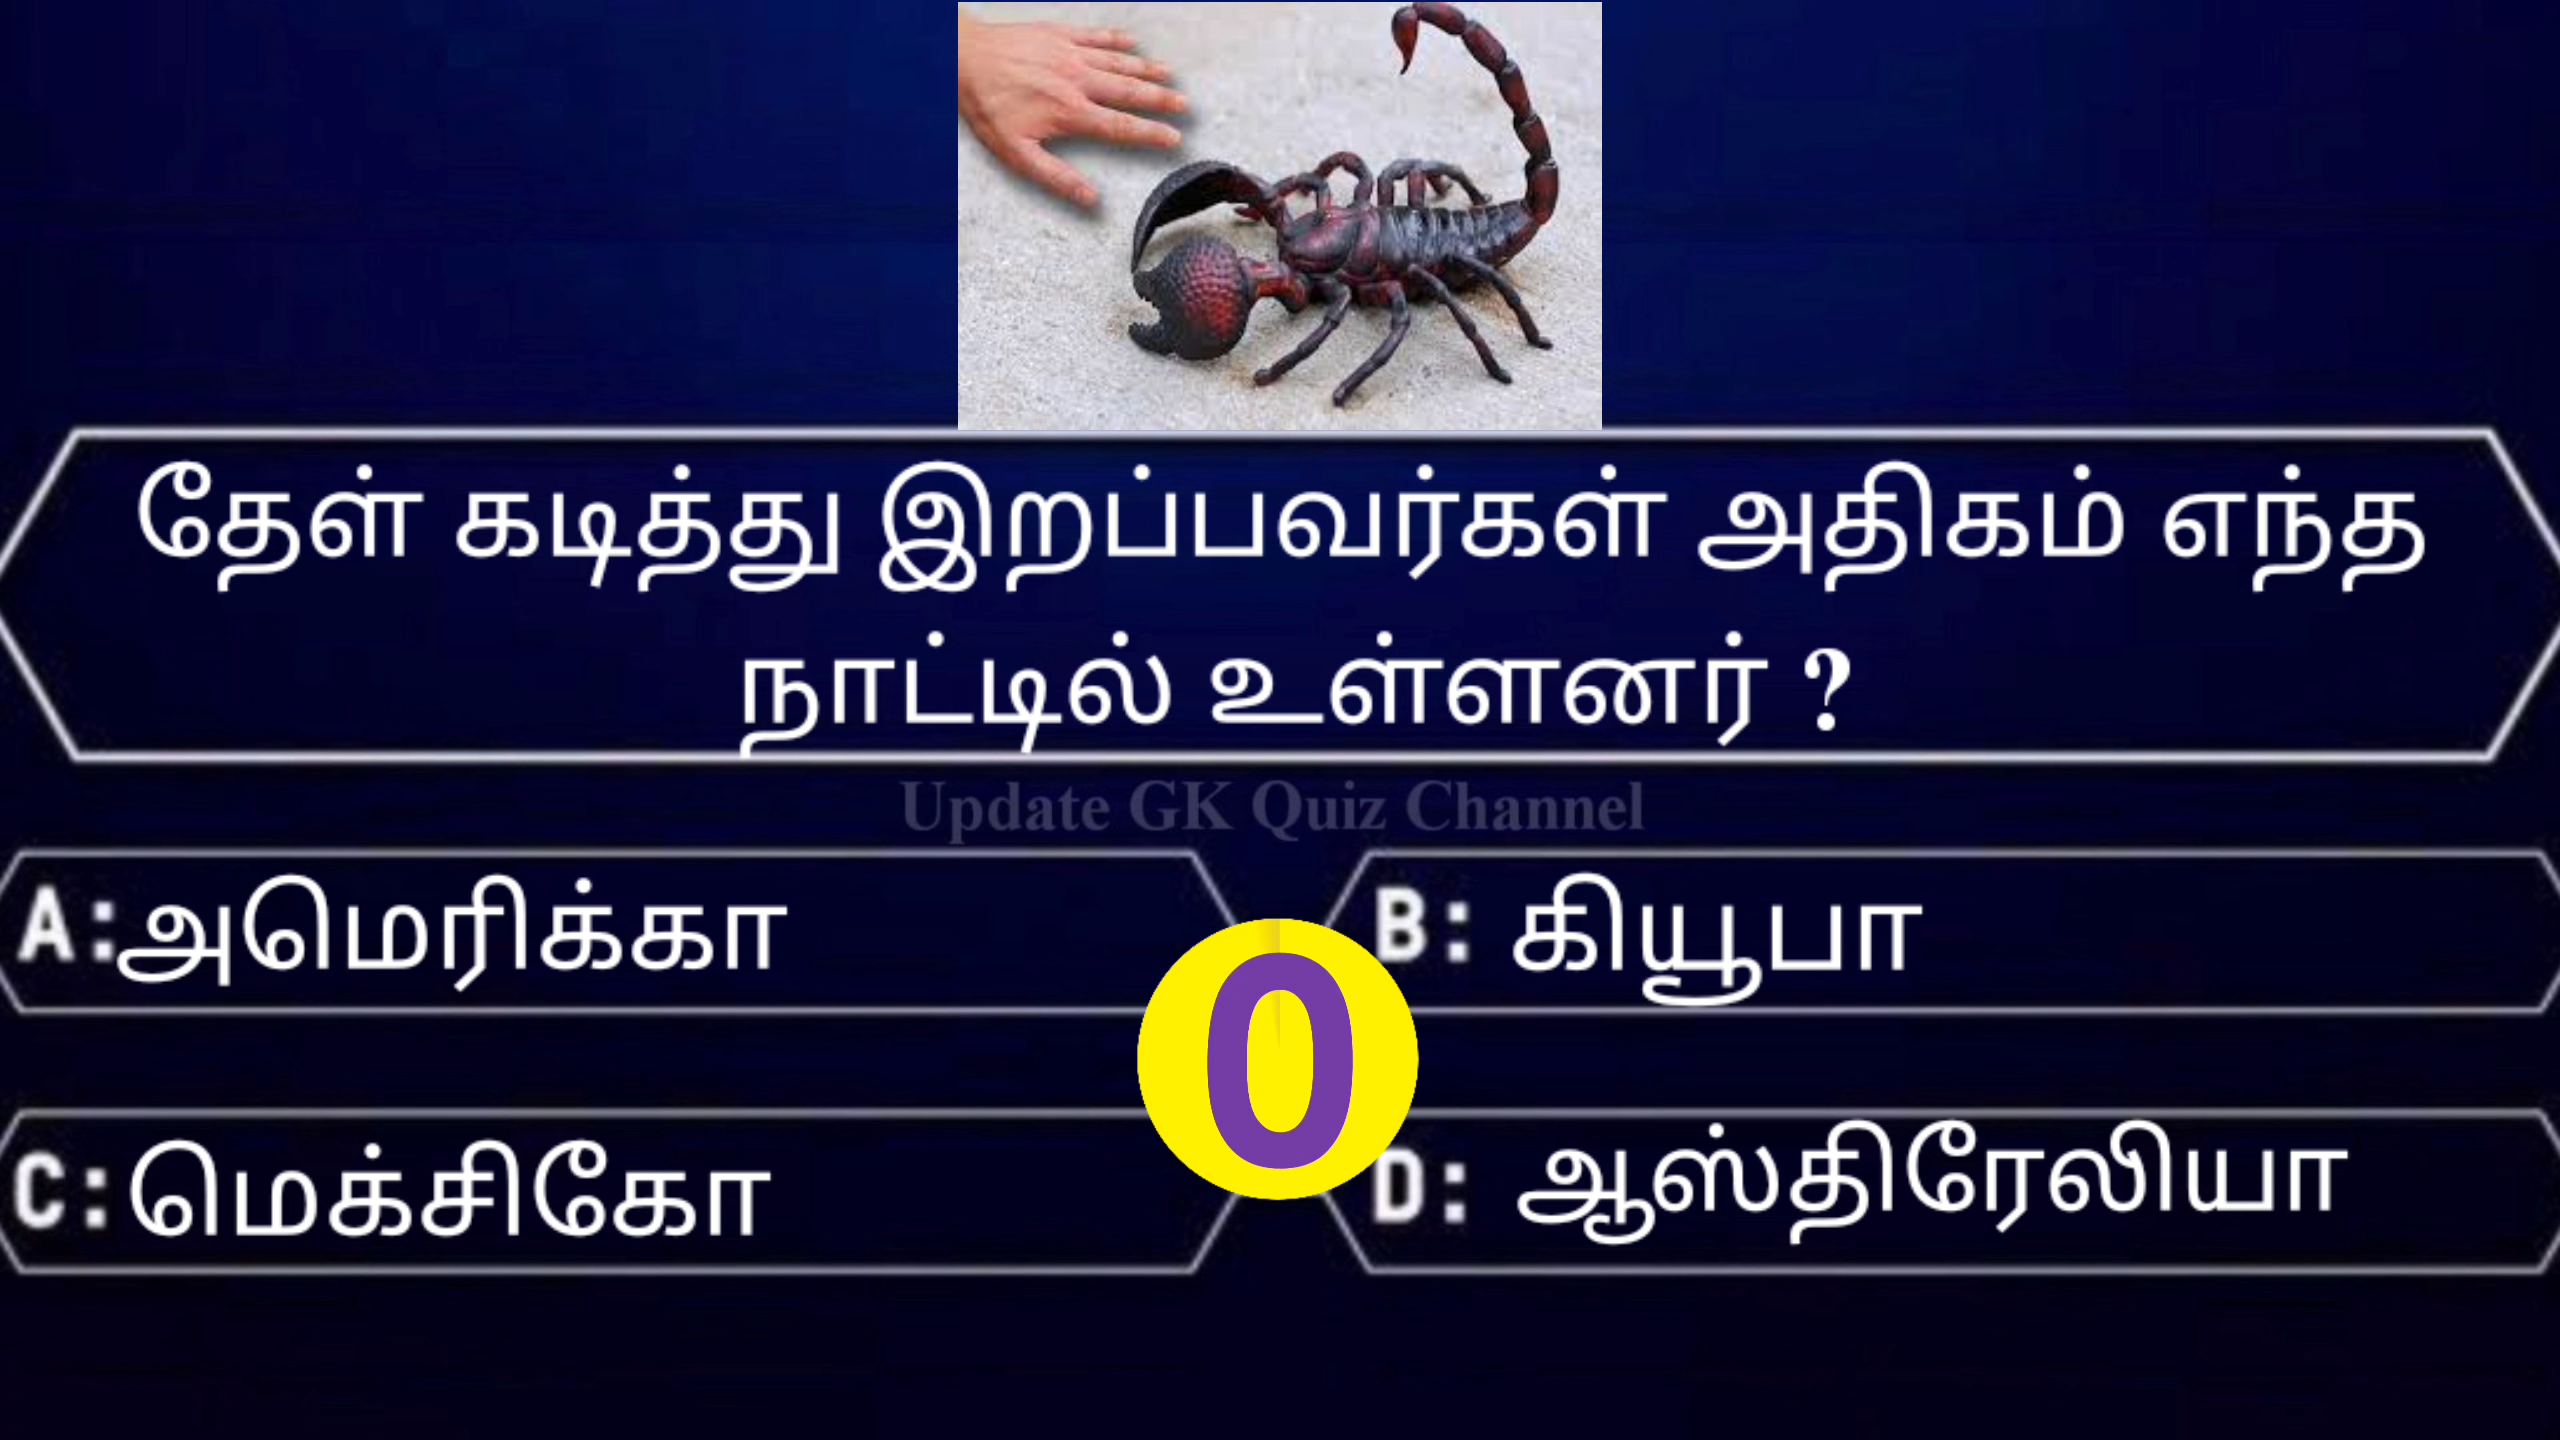 தேள் கடித்து இறப்பவர்கள் அதிகம் எந்த
நாட்டில் உள்ளனர் ?
Update GK Quiz Channel
A: அமெரிக்கா
B: கியூபா
0
C: மெக்சிகோ
D: ஆஸ்திரேலியா